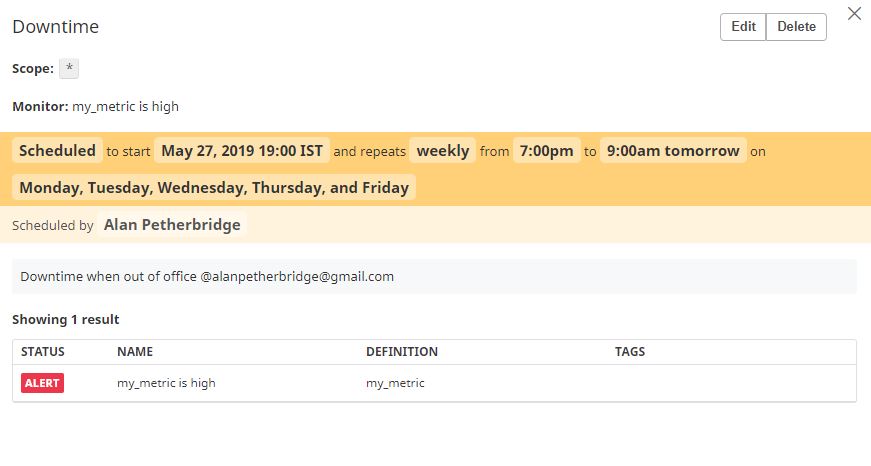 Downtime
Edit
Delete
Scope: *
Monitor: my_metric is high
Scheduled to start May 27, 2019 19:00 IST and repeats weekly from 7:00pm to 9:00am tomorrow on
Monday, Tuesday, Wednesday, Thursday, and Friday
Scheduled by Alan Petherbridge
Downtime when out of office @alanpetherbridge@gmail.com
Showing 1 result
STATUS NAME DEFINITION TAGS
ALERT my_metric is high my_metric